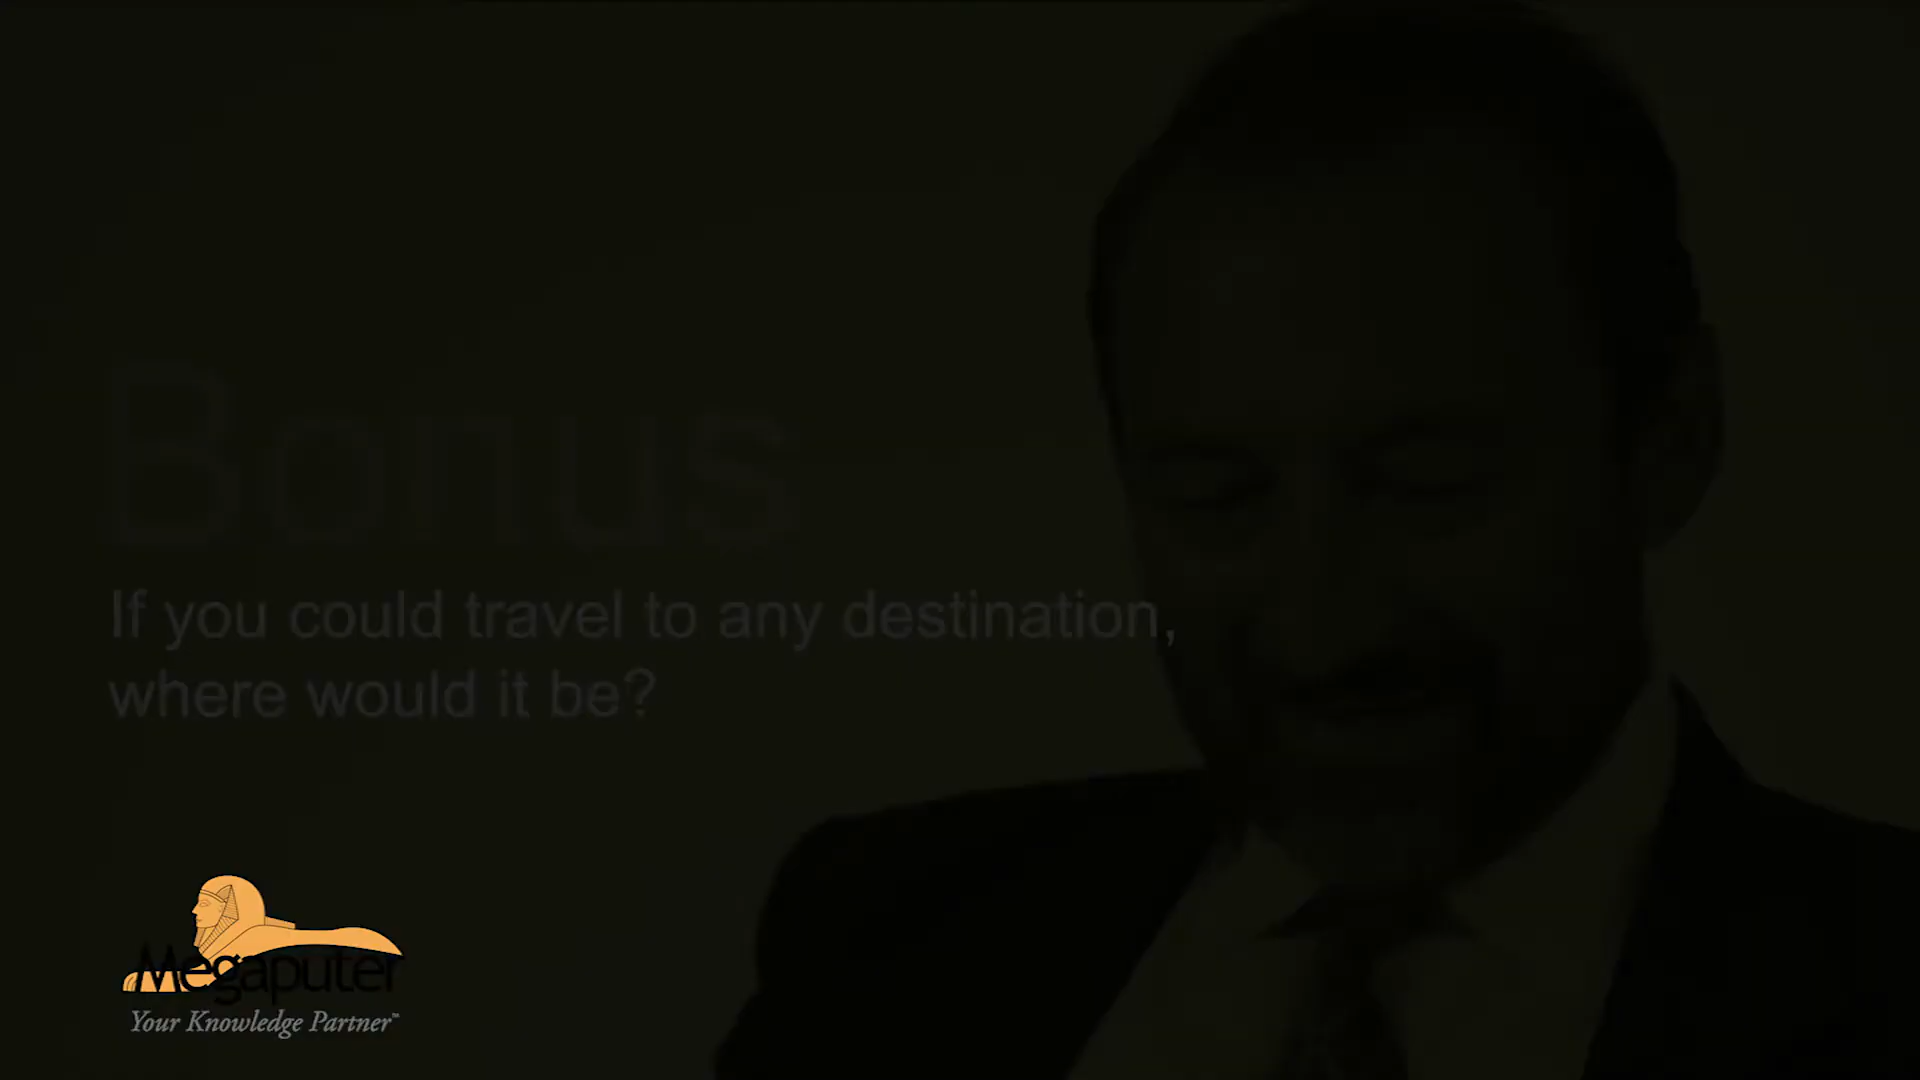 Bonus
If you could travel to any destination,
where would it be?
Megaputer
Your Knowledge Partner™